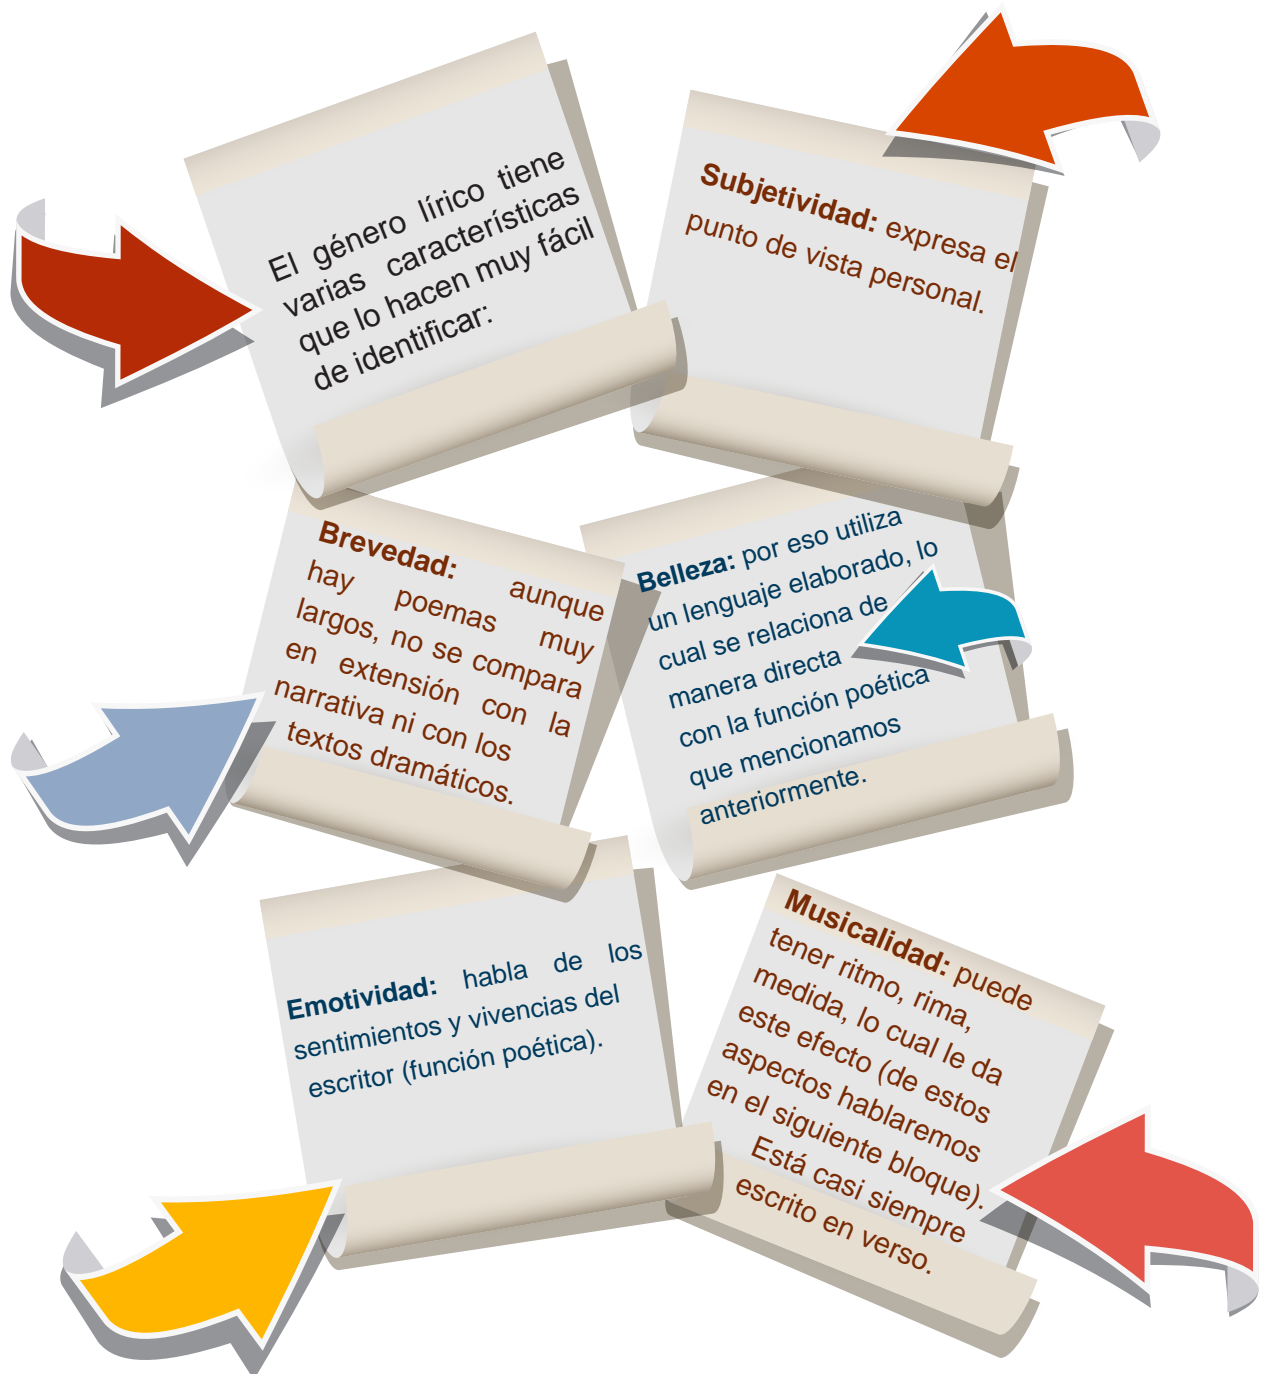 El género lírico tiene
varias características
que lo hacen muy fácil
de identificar:
Subjetividad: expresa el
punto de vista personal.
Brevedad: aunque
hay poemas muy
largos, no se compara
en extensión con la
narrativa ni con los
textos dramáticos.
Belleza: por eso utiliza
un lenguaje elaborado, lo
cual se relaciona de
manera directa
con la función poética
que mencionamos
anteriormente.
Emotividad: habla de los
sentimientos y vivencias del
escritor (función poética).
Musicalidad: puede
tener ritmo, rima,
medida, lo cual le da
este efecto (de estos
aspectos hablaremos
en el siguiente bloque).
Está casi siempre
escrito en verso.